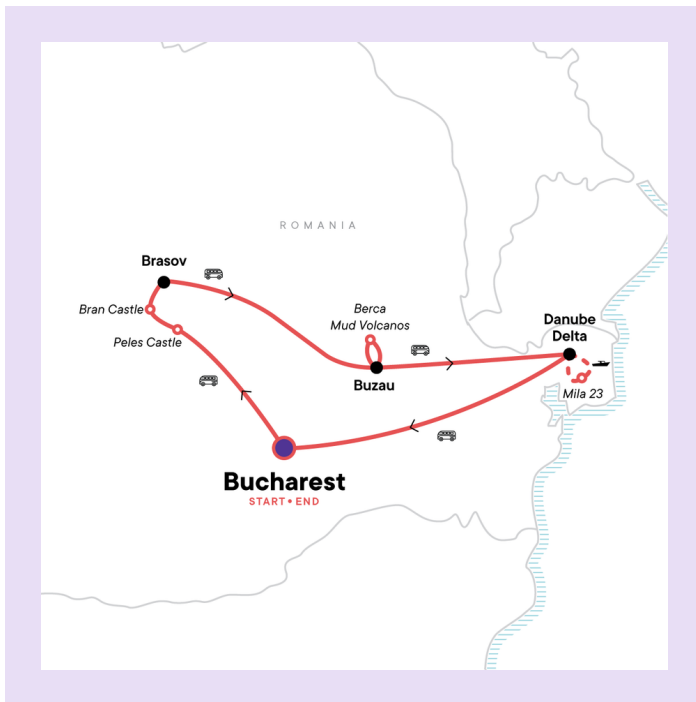 ROMANIA
Brasov
Bran Castle
Peles Castle
Berca
Mud Volcanos
Buzau
Danube
Delta
Mila 23
Bucharest
START • END